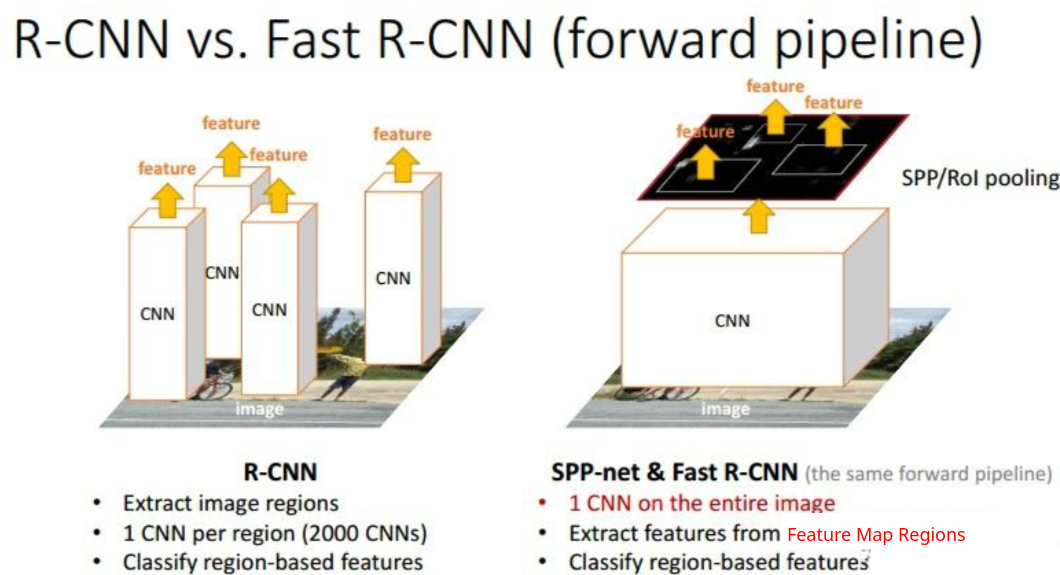 R-CNN vs. Fast R-CNN (forward pipeline)
feature
feature
feature
feature
CNN
CNN
CNN
CNN
image
feature
feature
feature
SPP/RoI pooling
CNN
image
R-CNN
• Extract image regions
• 1 CNN per region (2000 CNNs)
• Classify region-based features
SPP-net & Fast R-CNN (the same forward pipeline)
• 1 CNN on the entire image
• Extract features from Feature Map Regions
• Classify region-based features